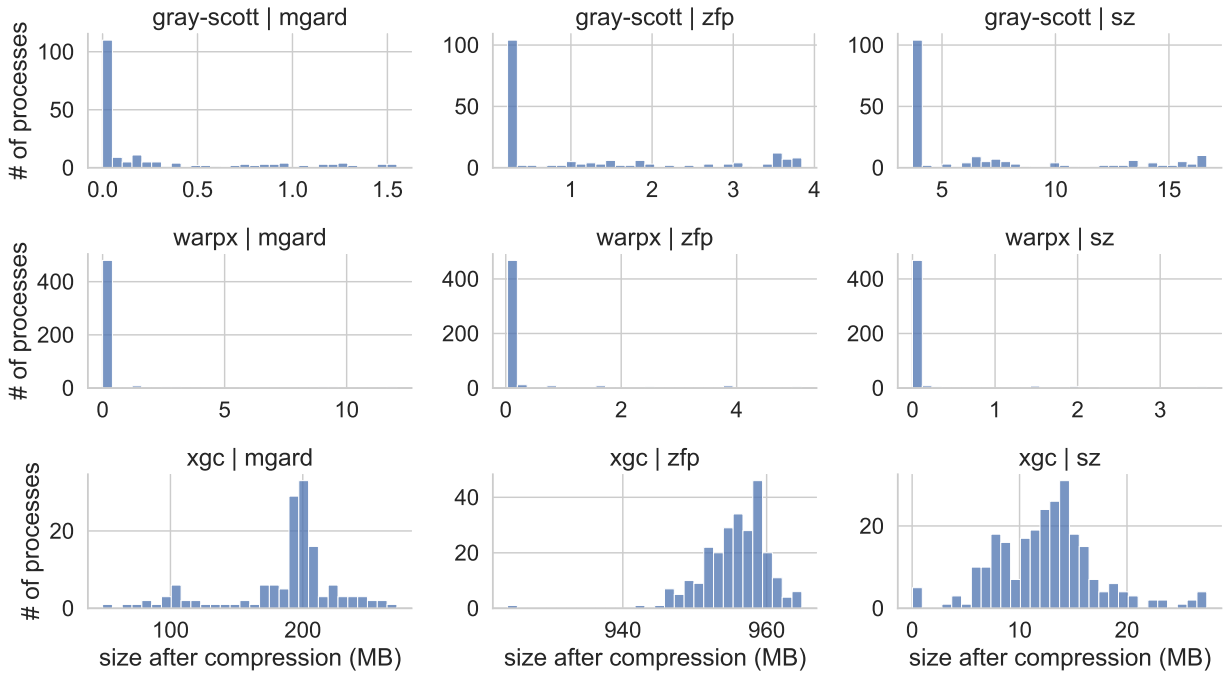 gray-scott | mgard
gray-scott | zfp
gray-scott | sz
# of processes
100
50
0
0.0 0.5 1.0 1.5
100
50
0
1 2 3 4
100
50
0
5 10 15
warpx | mgard
warpx | zfp
warpx | sz
# of processes
400
200
0
0 5 10
400
200
0
0 2 4
400
200
0
0 1 2 3
xgc | mgard
xgc | zfp
xgc | sz
# of processes
20
0
100 200
40
20
0
940 960
20
0
0 10 20
size after compression (MB)
size after compression (MB)
size after compression (MB)